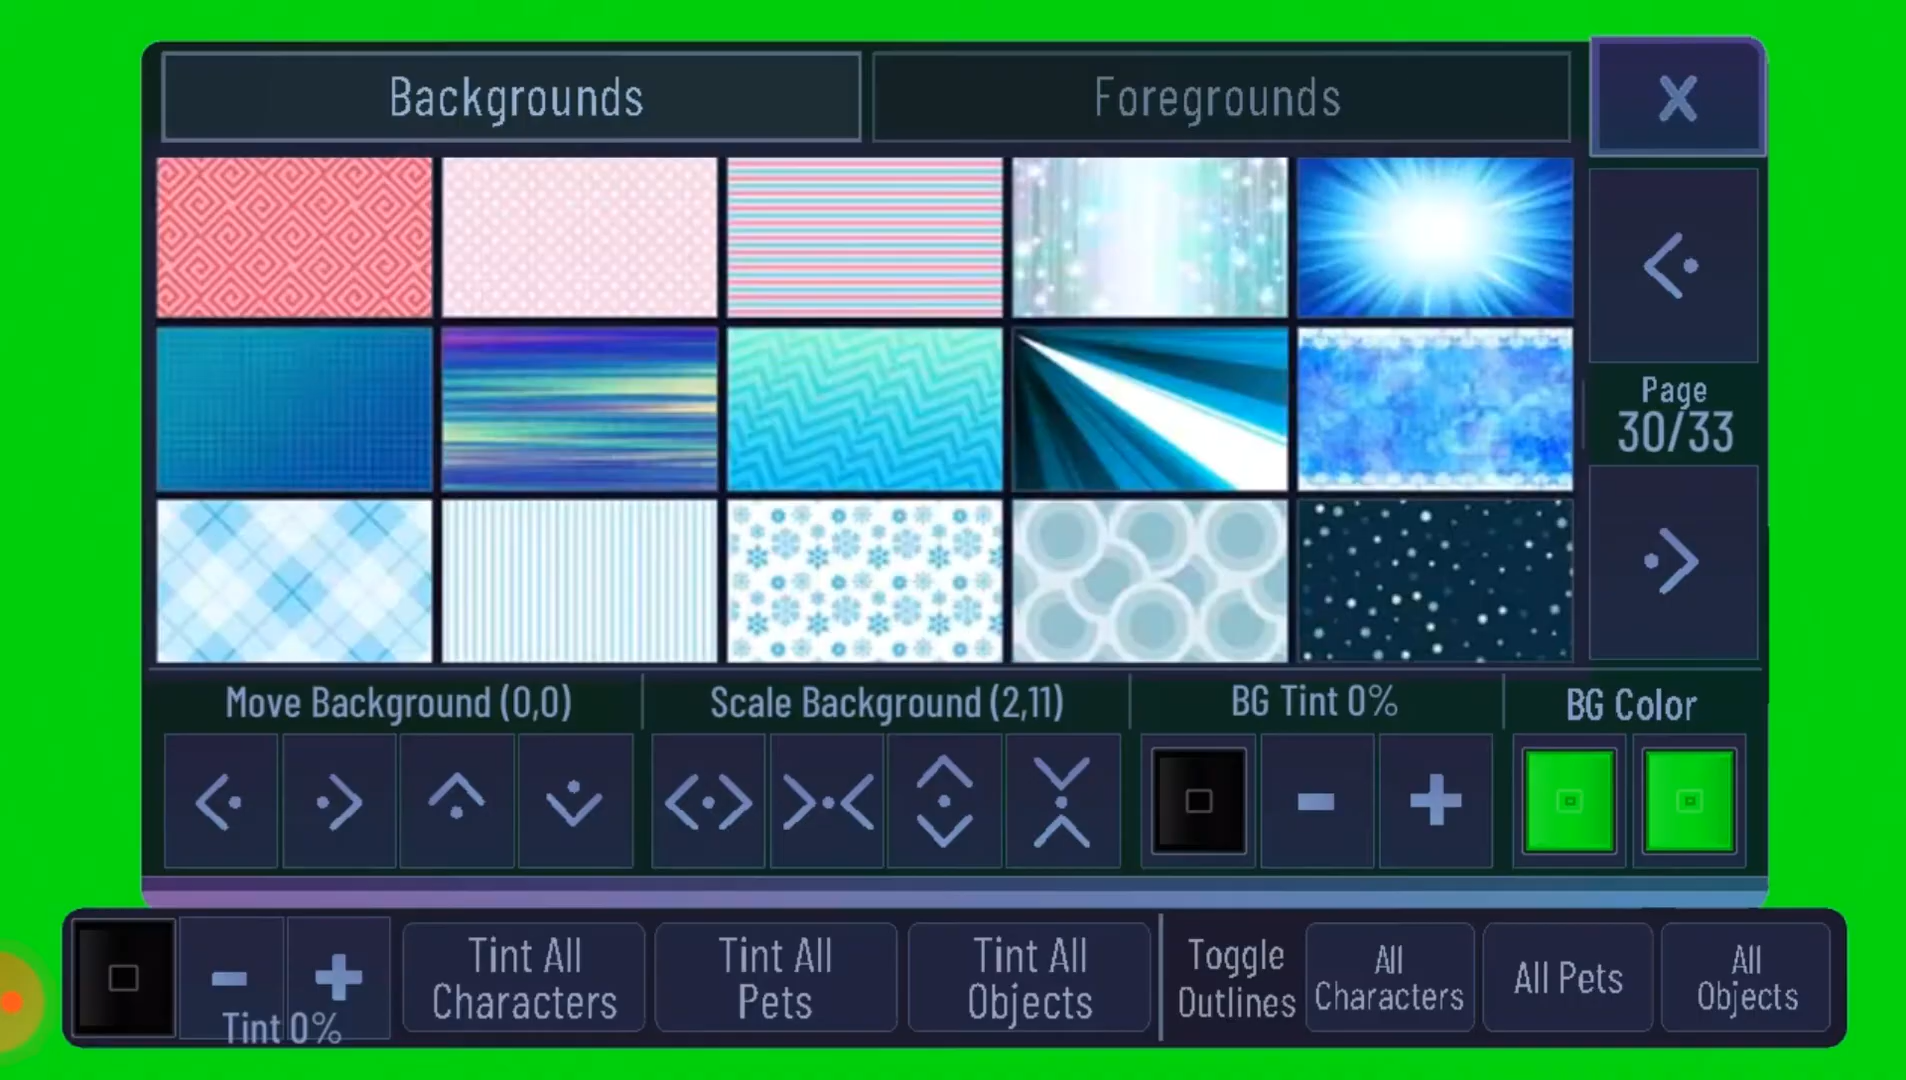 Backgrounds
Foregrounds
X
Page
30/33
Move Background (0,0)
Scale Background (2,11)
BG Tint 0%
BG Color
Tint 0%
Tint All
Characters
Tint All
Pets
Tint All
Objects
Toggle
Outlines
All
Characters
All Pets
All
Objects